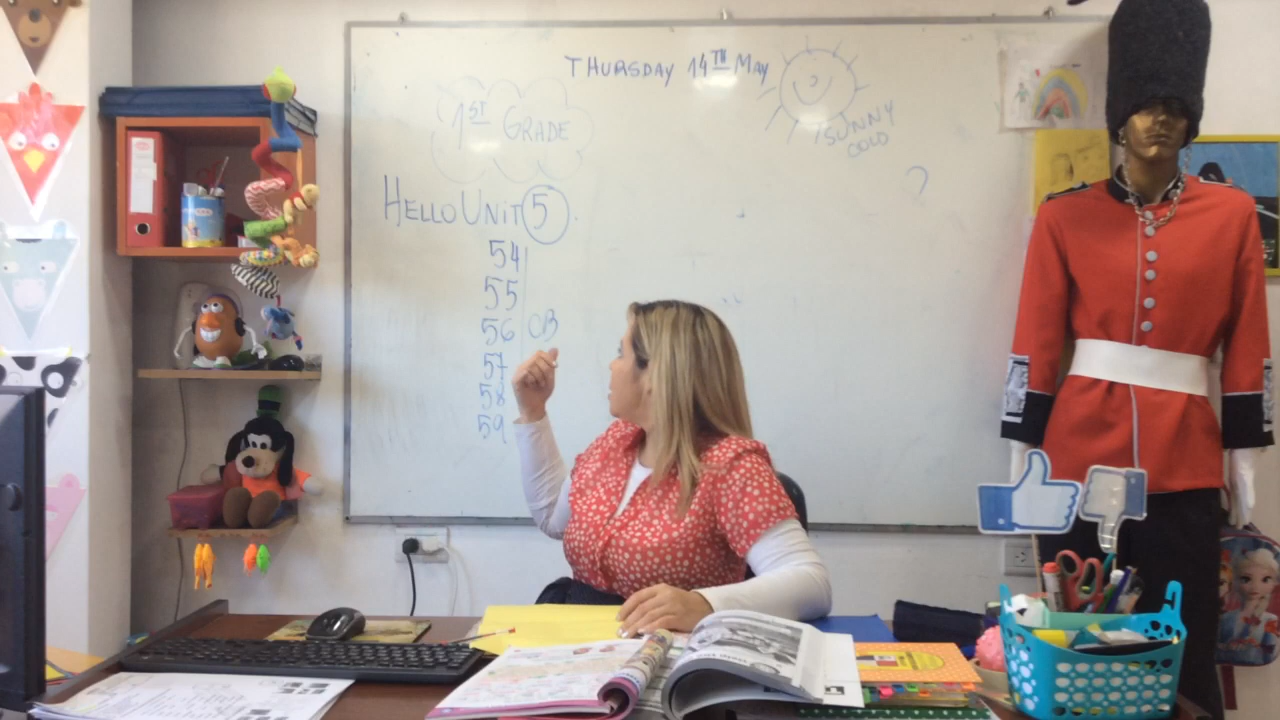 THURSDAY 14TH MAY
1ST GRADE
SUNNY
COLD
?
HELLO UNIT 5.
54
55
56 CB
57
58
59